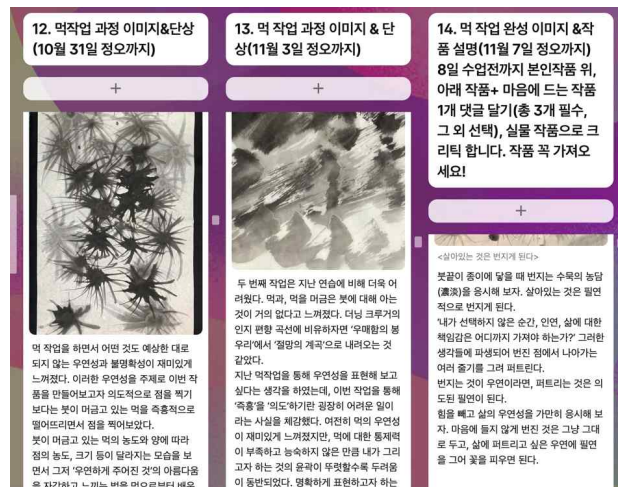 12. 먹작업 과정 이미지&단상
(10월 31일 정오까지)
+
먹 작업을 하면서 어떤 것도 예상한 대로
되지 않는 우연성과 불명확성이 재미있게
느껴졌다. 이러한 우연성을 주제로 이번 작
품을 만들어보고자 의도적으로 점을 찍기
보다는 붓이 머금고 있는 먹을 즉흥적으로
떨어뜨리면서 점을 찍어보았다.
붓이 머금고 있는 먹의 농도와 양에 따라
점의 농도, 크기 등이 달라지는 모습을 보
면서 그저 '우연하게 주어진 것'의 아름다움
을 자각하고 느끼는 법을 먹으로부터 배우
13. 먹 작업 과정 이미지 & 단
상(11월 3일 정오까지)
+
두 번째 작업은 지난 연습에 비해 더욱 어
려웠다. 먹과, 먹을 머금은 붓에 대해 아는
것이 거의 없다고 느껴졌다. 더닝 크루거의
인지 편향 곡선에 비유하자면 '우매함의 봉
우리'에서 '절망의 계곡'으로 내려오는 것
같았다.
지난 먹작업을 통해 우연성을 표현해 보고
싶다는 생각을 하였는데, 이번 작업을 통해
'즉흥'을 '의도'하기란 굉장히 어려운 일이
라는 사실을 체감했다. 여전히 먹의 우연성
이 재미있게 느껴졌지만, 먹에 대한 통제력
이 부족하고 능숙하지 않은 만큼 내가 그리
고자 하는 것의 윤곽이 뚜렷할수록 두려움
이 동반되었다. 명확하게 표현하고자 하는
14. 먹 작업 완성 이미지 &작
품 설명(11월 7일 정오까지)
8일 수업전까지 본인작품 위,
아래 작품+ 마음에 드는 작품
1개 댓글 달기(총 3개 필수,
그 외 선택), 실물 작품으로 크
리틱 합니다. 작품 꼭 가져오
세요!
+
<살아있는 것은 번지게 된다>
붓끝이 종이에 닿을 때 번지는 수묵의 농담
(濃淡)을 응시해 보자. 살아있는 것은 필연
적으로 번지게 된다.
'내가 선택하지 않은 순간, 인연, 삶에 대한
책임감은 어디까지 가져야 하는가?' 그러한
생각들에 파생되어 번진 점에서 나아가는
여러 줄기를 그려 퍼트린다.
번지는 것이 우연이라면, 퍼트리는 것은 의
도된 필연이 된다.
힘을 빼고 삶의 우연성을 가만히 응시해 보
자. 마음에 들지 않게 번진 것은 그냥 그대
로 두고, 삶에 퍼트리고 싶은 우연에 필연
을 그어 꽃을 피우면 된다.